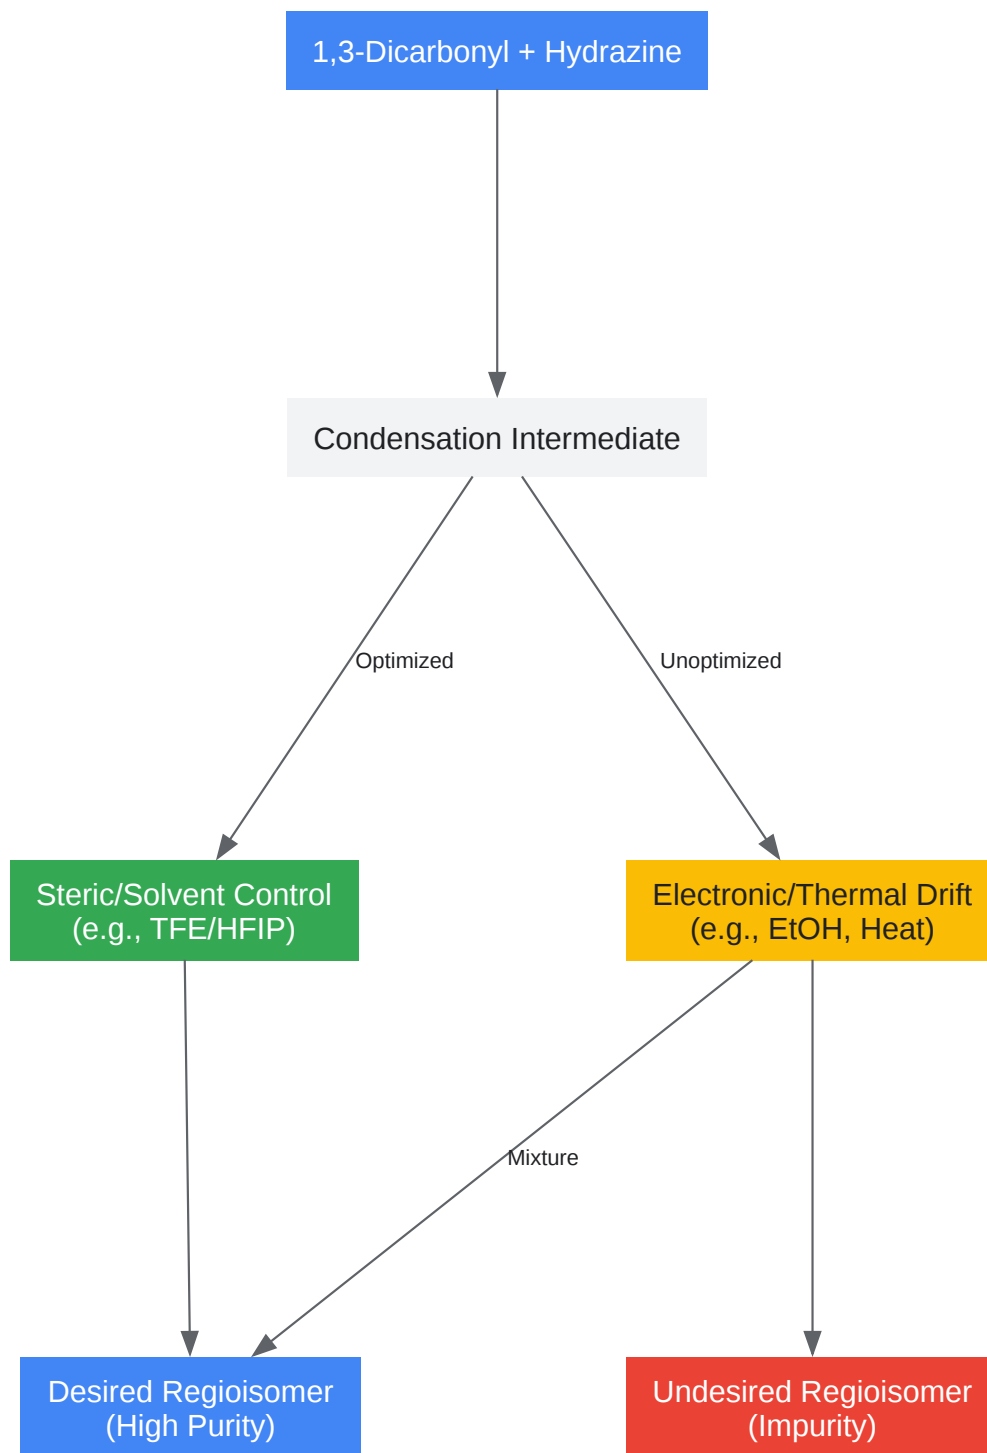 1,3-Dicarbonyl + Hydrazine
Condensation Intermediate
Optimized
Unoptimized
Steric/Solvent Control
(e.g., TFE/HFIP)
Electronic/Thermal Drift
(e.g., EtOH, Heat)
Mixture
Desired Regioisomer
(High Purity)
Undesired Regioisomer
(Impurity)